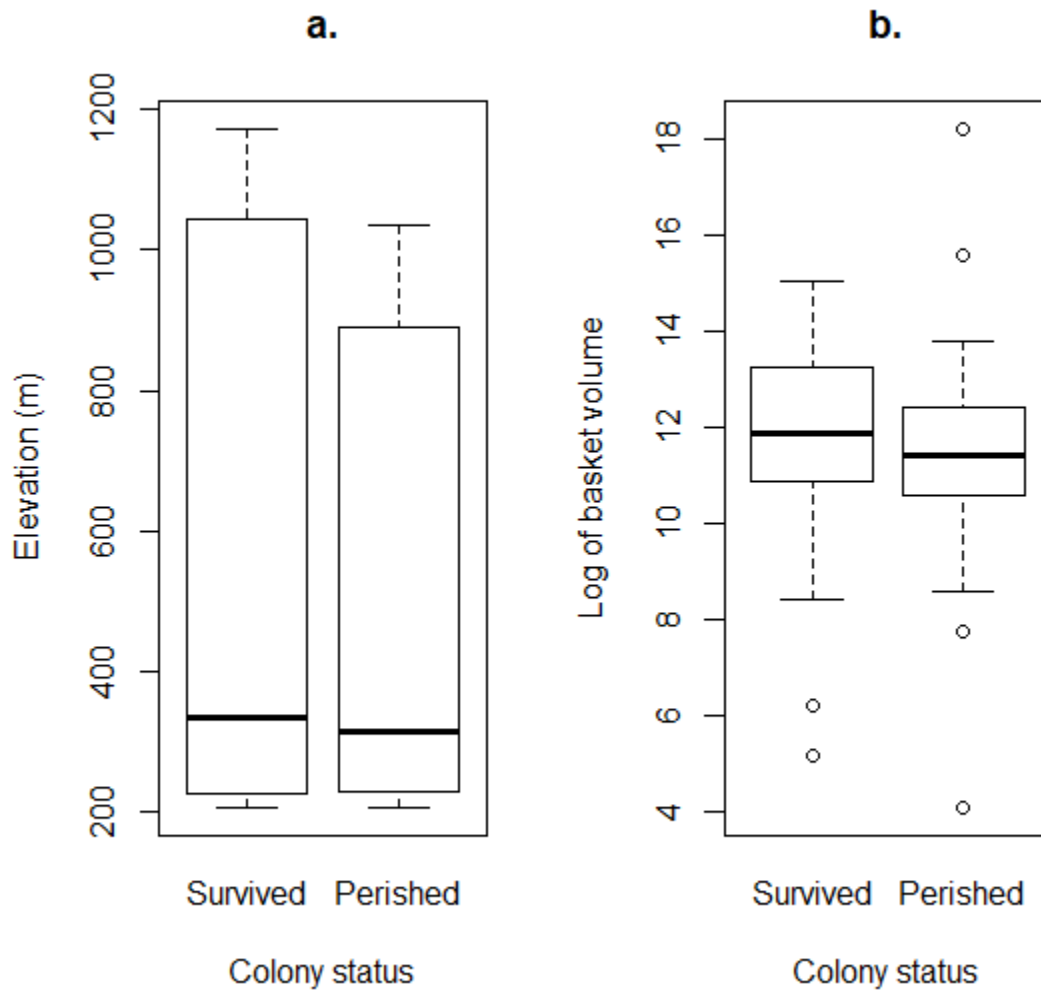 a.
Elevation (m)
1200
1000
800
600
400
200
Survived Perished
Colony status
b.
Log of basket volume
18
16
14
12
10
8
6
4
Survived Perished
Colony status